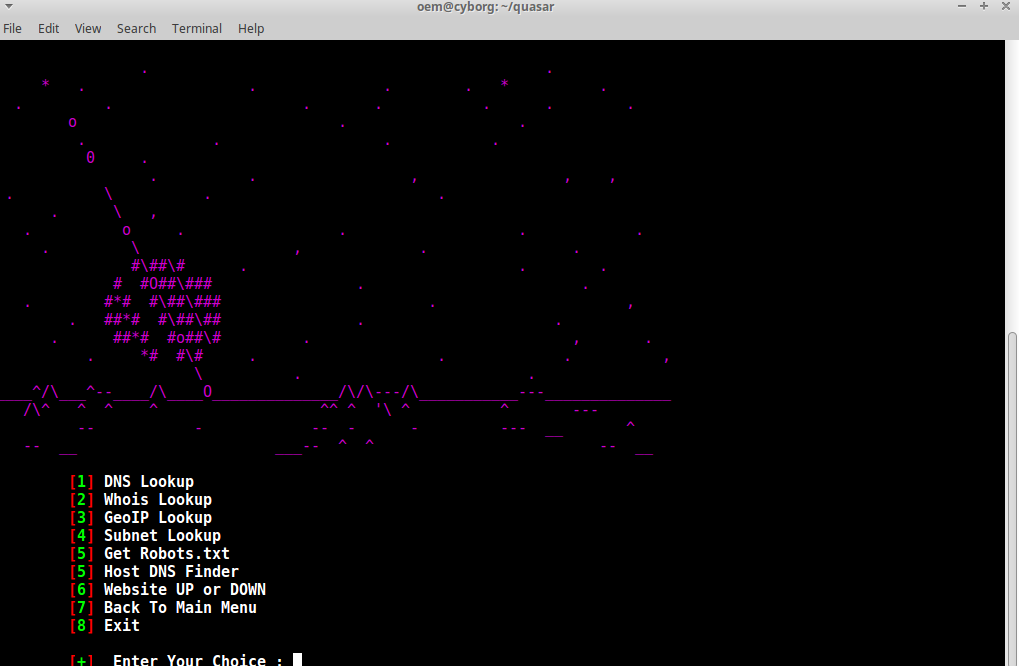 oem@cyborg: ~/quasar
File Edit View Search Terminal Help
[1] DNS Lookup
[2] Whois Lookup
[3] GeoIP Lookup
[4] Subnet Lookup
[5] Get Robots.txt
[5] Host DNS Finder
[6] Website UP or DOWN
[7] Back To Main Menu
[8] Exit
[+]  Enter Your Choice :